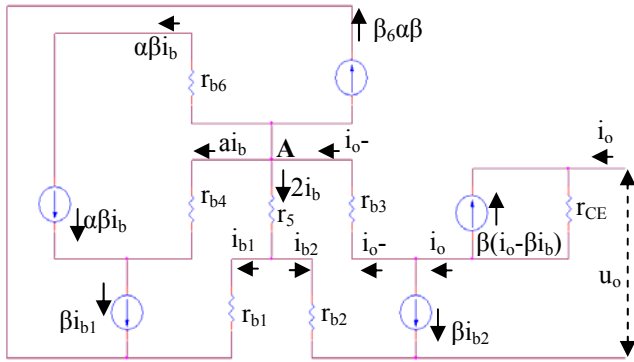 αβi_b
β₆αβ
r_b6
ai_b
A
i_o-
i_o
2i_b
αβi_b
r_b4
r_5
r_b3
r_CE
i_b1
i_b2
i_o-
i_o
β(i_o-βi_b)
u_o
βi_b1
r_b1
r_b2
βi_b2